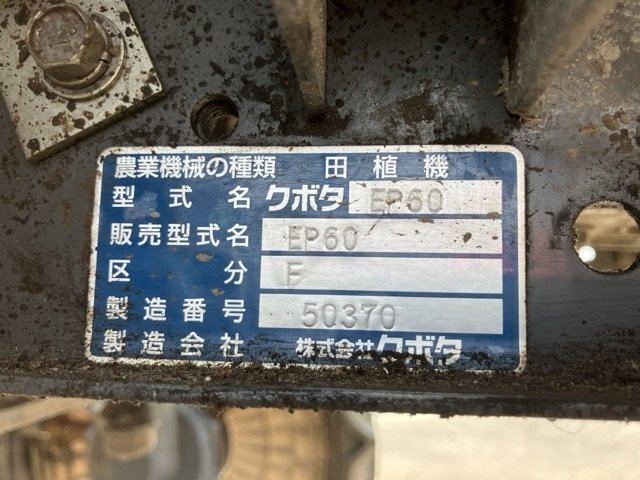 農業機械の種類 田植機
型式名 クボタ EP60
販売型式名 EP60
区分 F
製造番号 50370
製造会社 株式会社クボタ